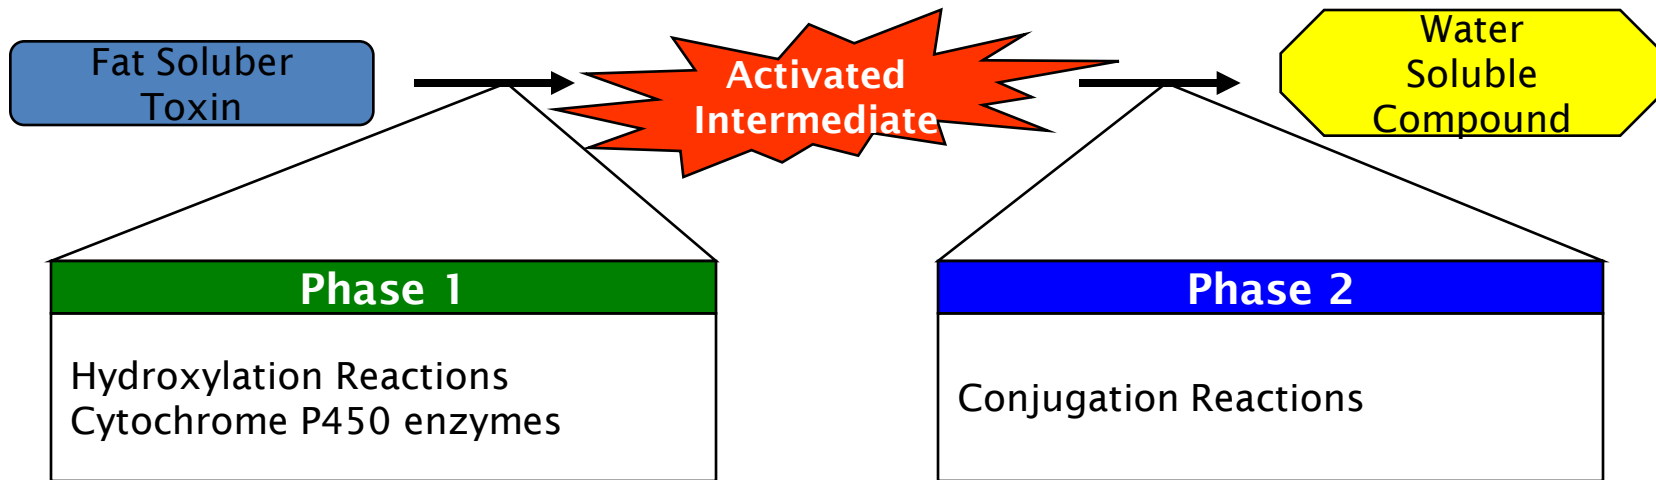 Fat Soluber
Toxin
Activated
Intermediate
Water
Soluble
Compound
Phase 1
Hydroxylation Reactions
Cytochrome P450 enzymes
Phase 2
Conjugation Reactions